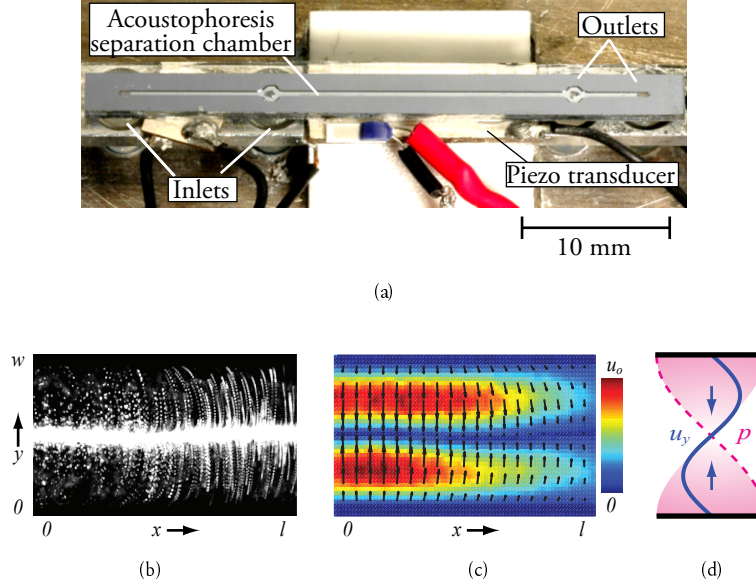 Acoustophoresis
separation chamber
Outlets
Inlets
Piezo transducer
10 mm
(a)
w
y
0
0
x
l
(b)
u_o
0
0
x
l
(c)
u_y
p
(d)